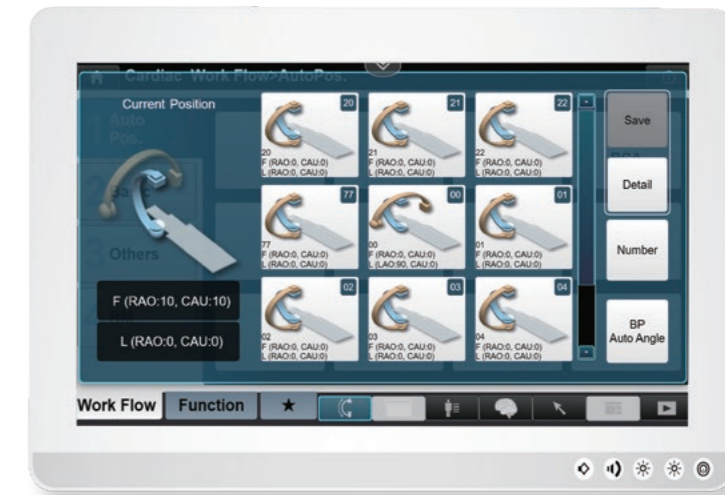 Cardiac Work Flow>AutoPos.
Current Position
1 Auto
Pos.
3 Others
F (RAO:10, CAU:10)
L (RAO:0, CAU:0)
20
20
F (RAO:0, CAU:0)
L (RAO:0, CAU:0)
21
21
F (RAO:0, CAU:0)
L (RAO:0, CAU:0)
22
22
F (RAO:0, CAU:0)
L (RAO:0, CAU:0)
77
77
F (RAO:0, CAU:0)
L (RAO:0, CAU:0)
00
00
F (RAO:0, CAU:0)
L (LAO:90, CAU:0)
01
01
F (RAO:0, CAU:0)
L (RAO:0, CAU:0)
02
02
F (RAO:0, CAU:0)
L (RAO:0, CAU:0)
03
03
F (RAO:0, CAU:0)
L (RAO:0, CAU:0)
04
04
F (RAO:0, CAU:0)
L (RAO:0, CAU:0)
Save
Detail
Number
BP
Auto Angle
Work Flow
Function